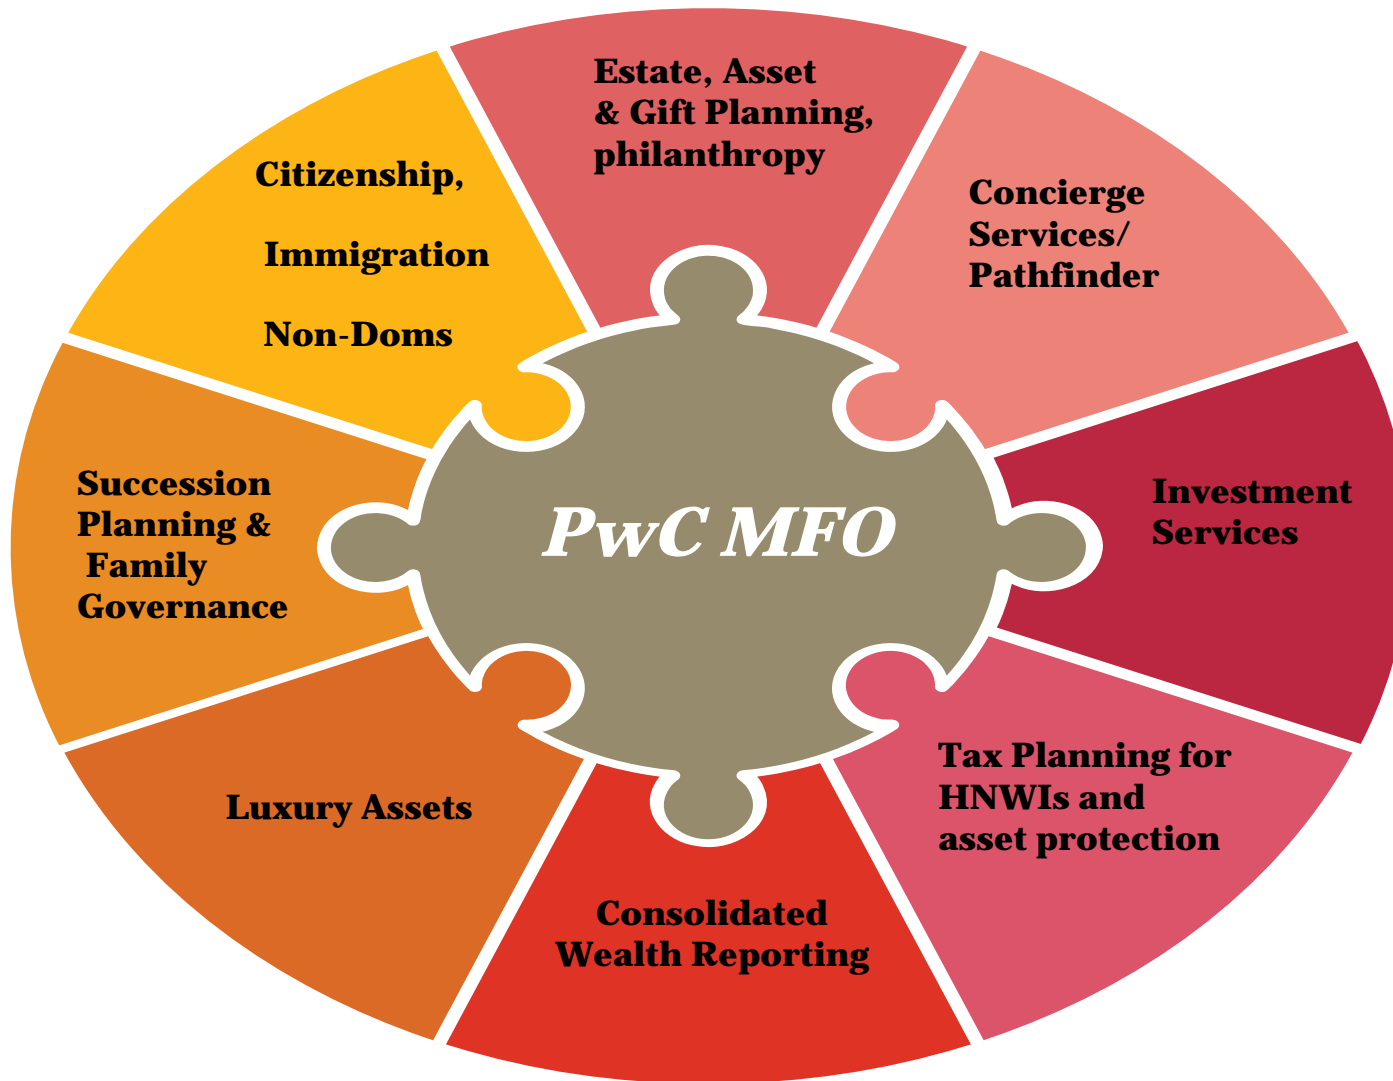 Estate, Asset
& Gift Planning,
philanthropy
Concierge
Services/
Pathfinder
Investment
Services
Tax Planning for
HNWIs and
asset protection
Consolidated
Wealth Reporting
Luxury Assets
Succession
Planning &
Family
Governance
Citizenship,
Immigration
Non-Doms
PwC MFO